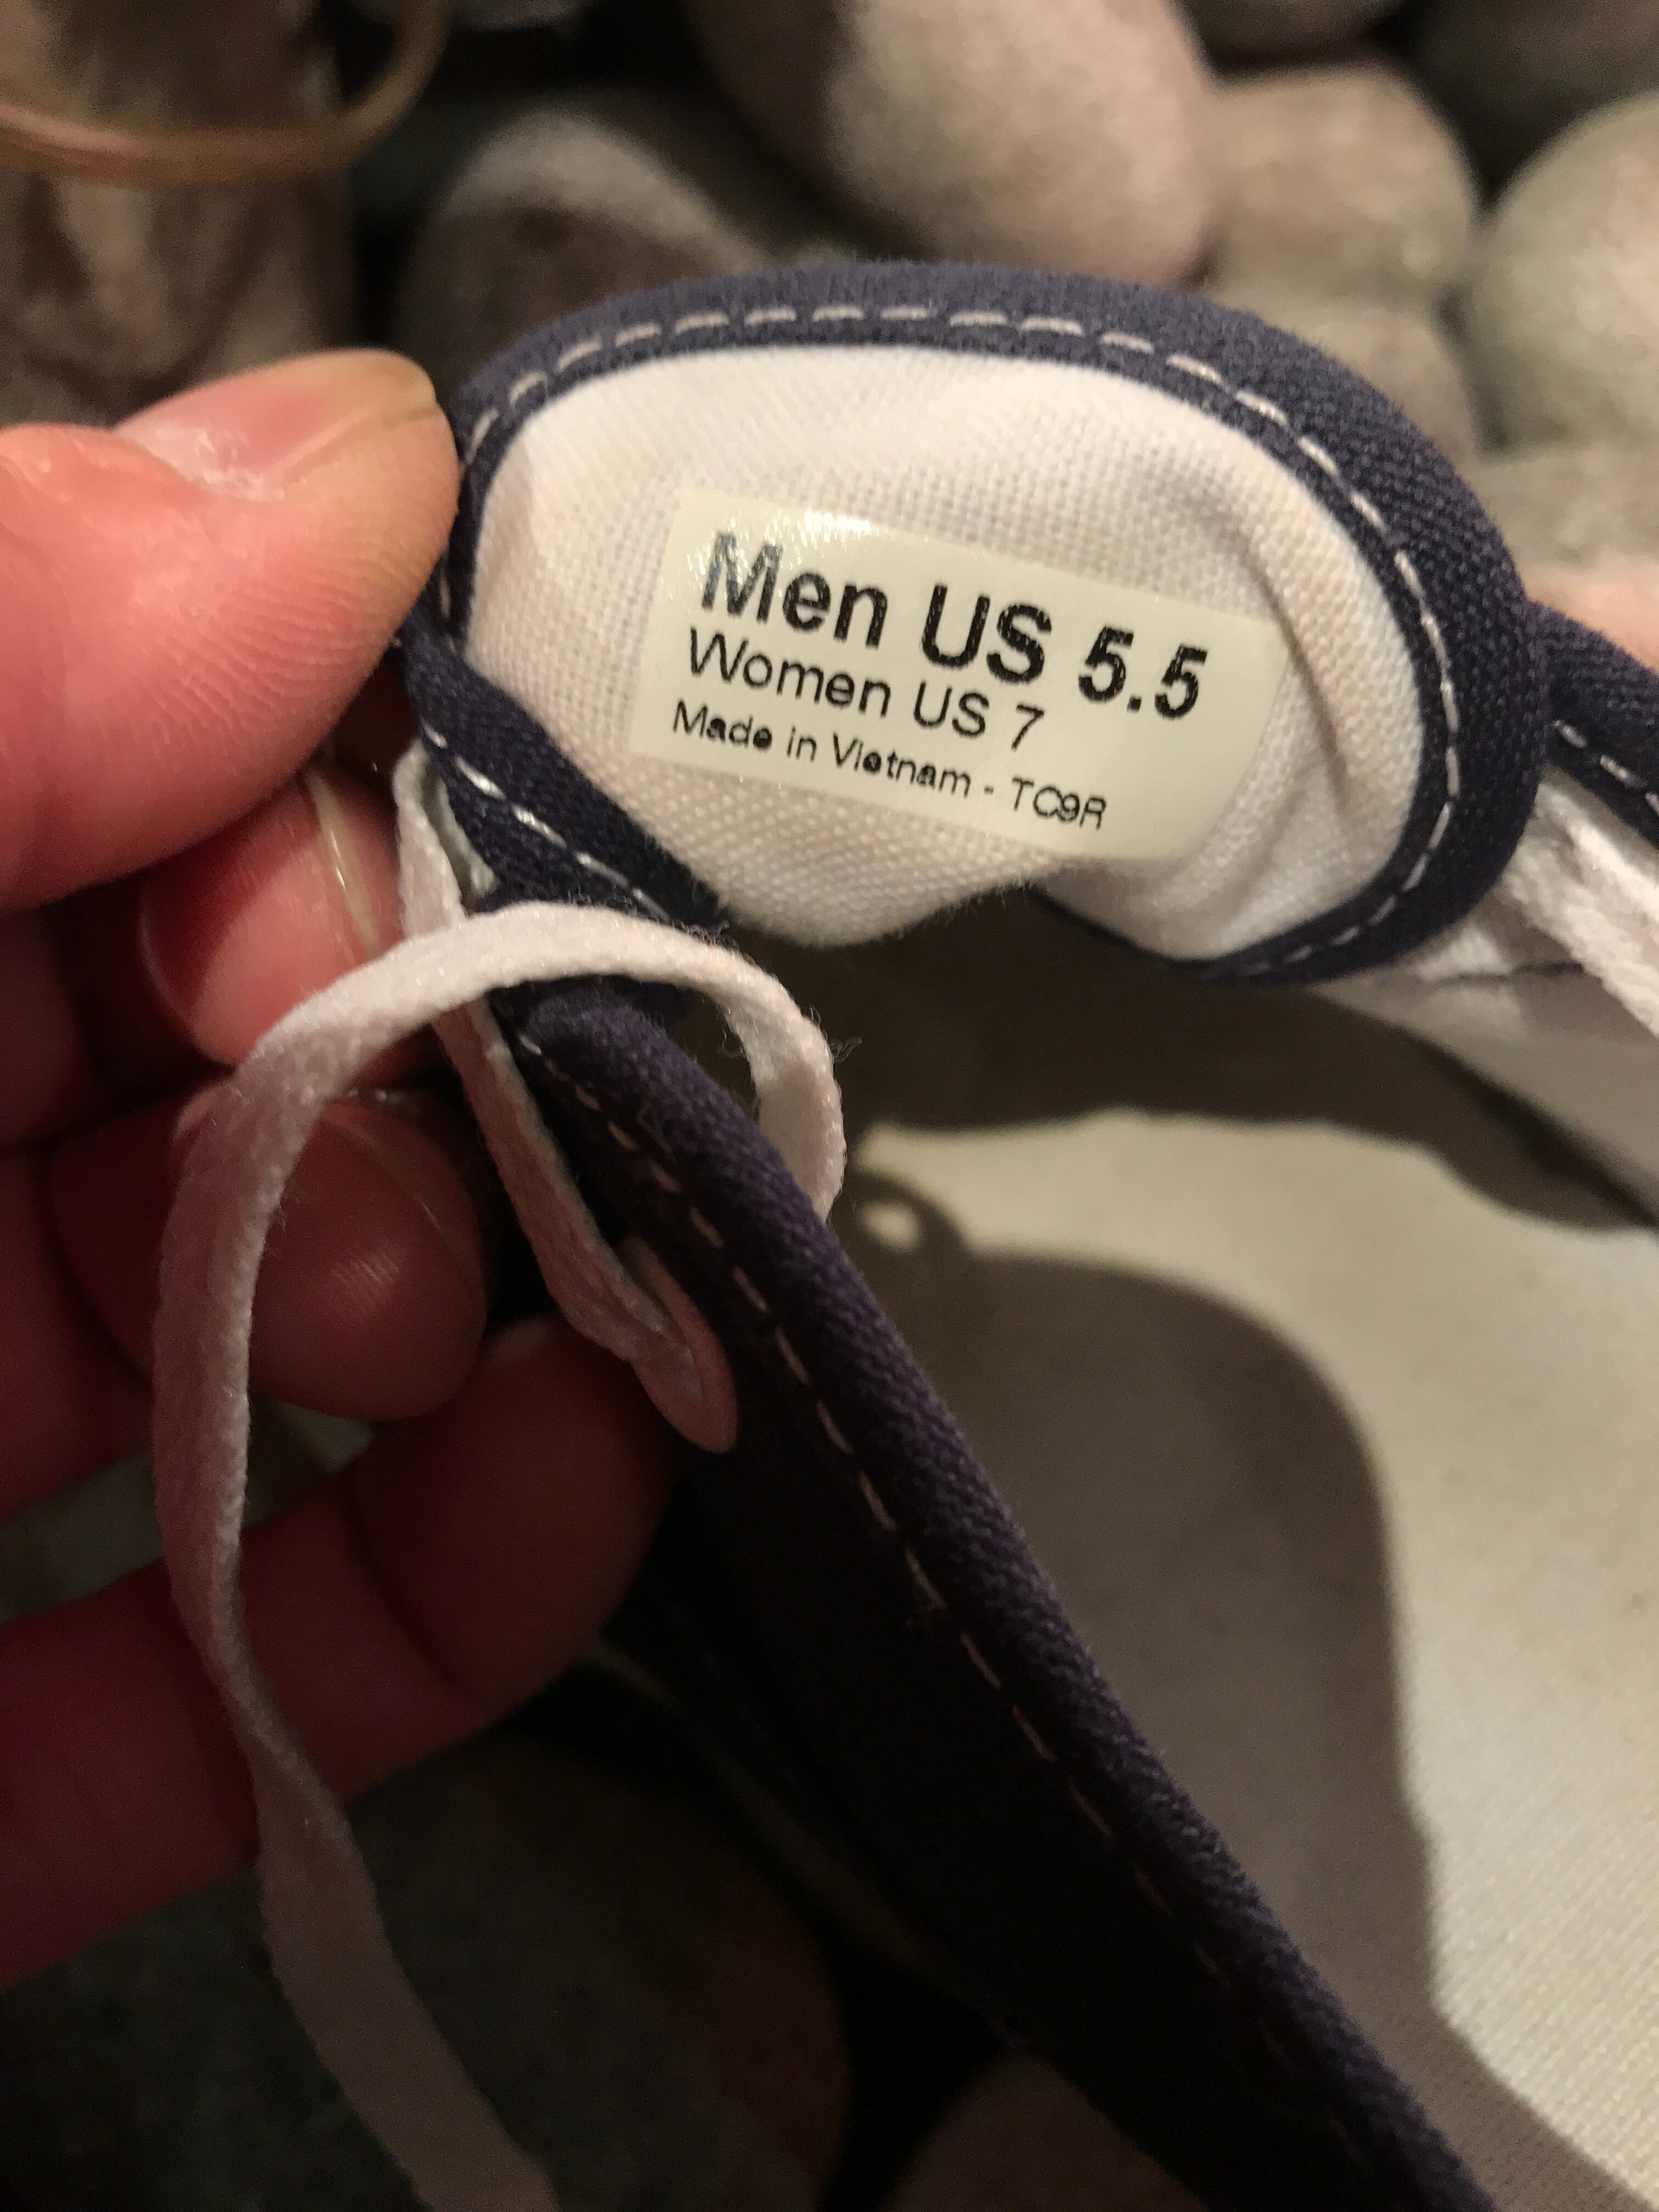 Men US 5.5
Women US 7
Made in Vietnam - TC9R